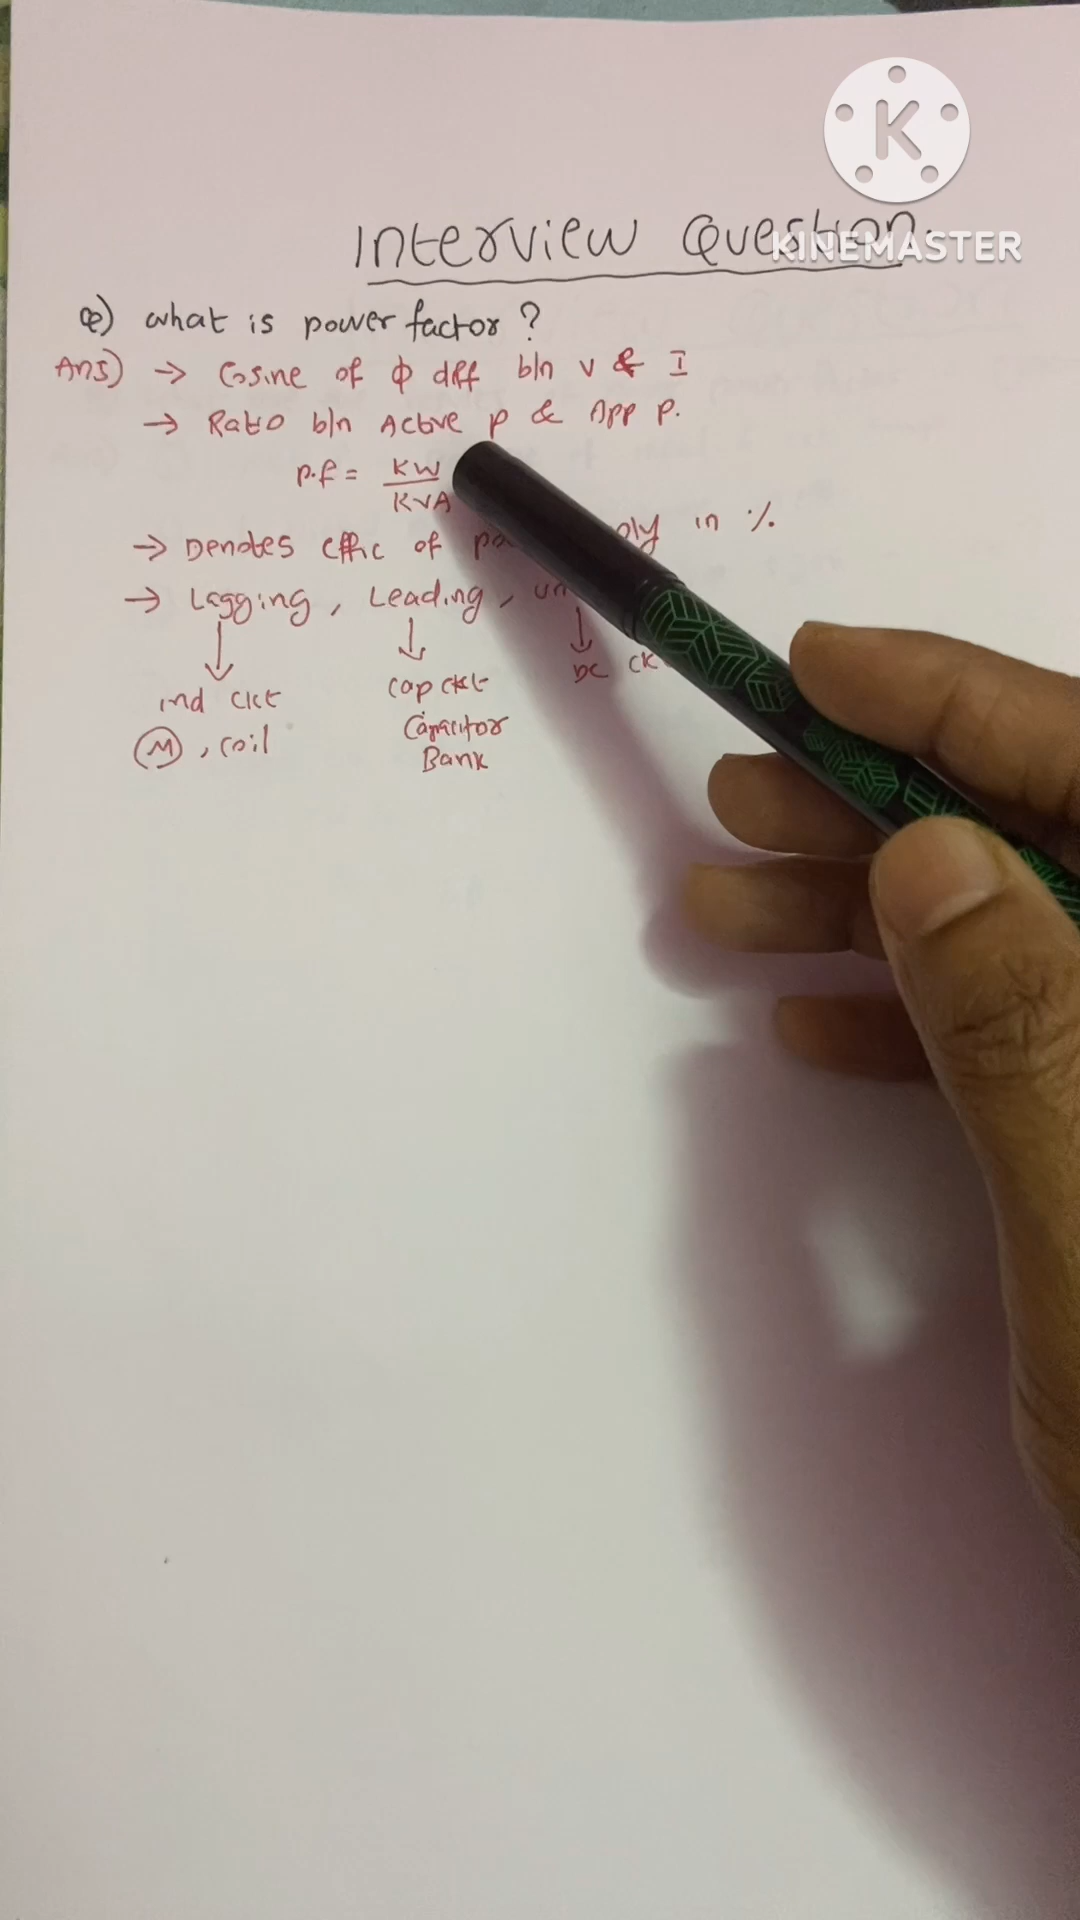 K
KINEMASTER
Interview Question.
Q) what is power factor ?
Ans) → Cosine of ϕ diff b/n V & I
→ Ratio b/n Active P & App P.
P.f = KW
KVA
→ Denotes effic of in %
→ Lagging , Leading ,
↓ ↓ ↓
ind ckt cap ckt DC
M , coil Capacitor
Bank